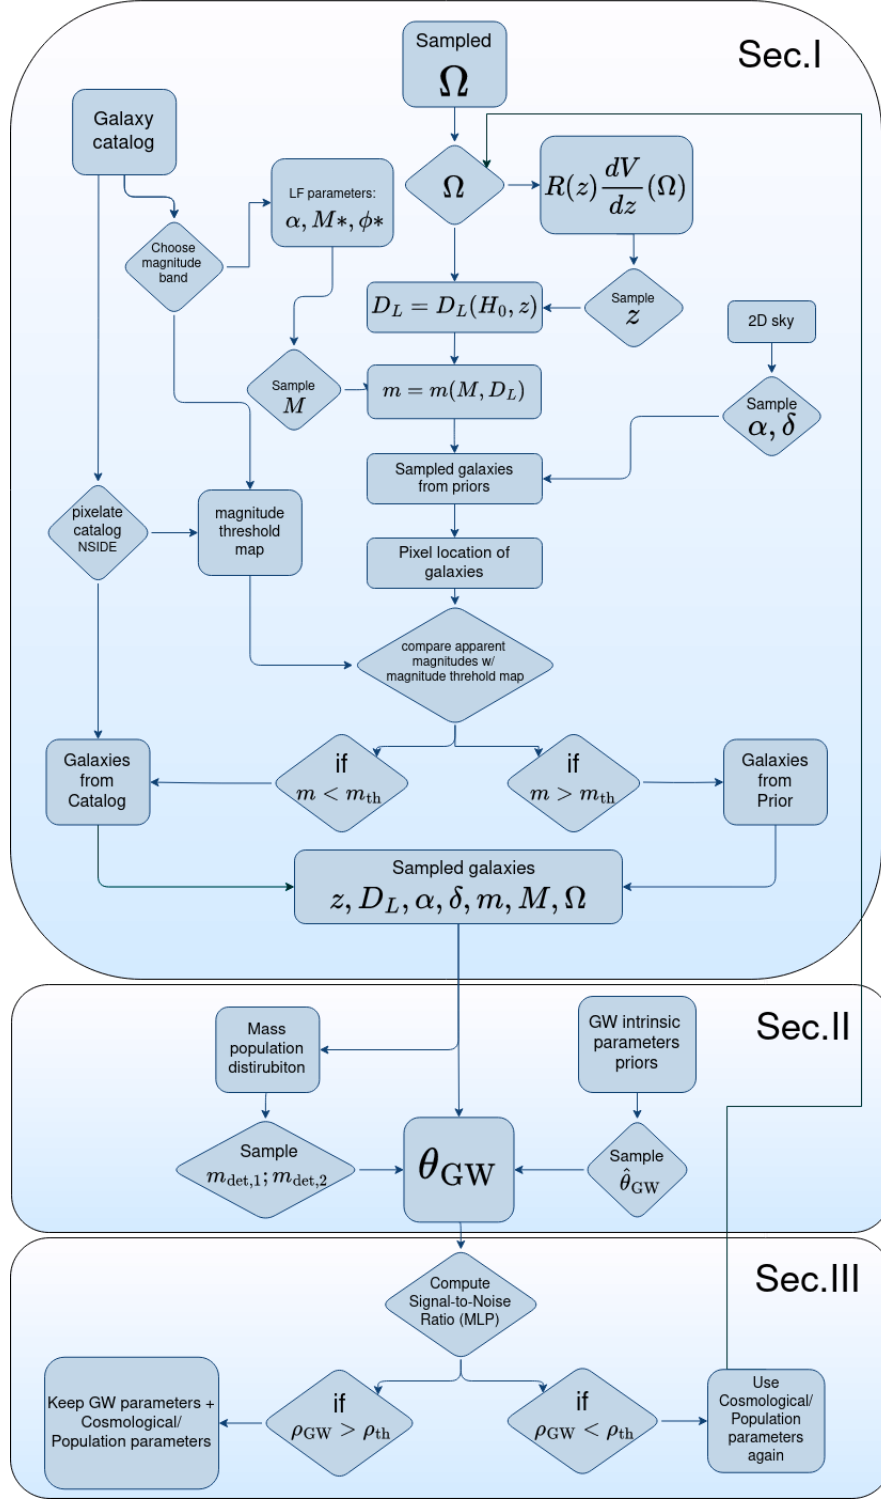 Sec.I
Sampled
Ω
Galaxy
catalog
Ω
R(z) dV/dz (Ω)
LF parameters:
α, M*, ϕ*
Choose
magnitude
band
D_L = D_L(H_0, z)
Sample
z
2D sky
Sample
M
m = m(M, D_L)
Sample
α, δ
Sampled galaxies
from priors
pixelate
catalog
NSIDE
magnitude
threshold
map
Pixel location of
galaxies
compare apparent
magnitudes w/
magnitude threhold map
Galaxies
from
Catalog
if
m < m_th
if
m > m_th
Galaxies
from
Prior
Sampled galaxies
z, D_L, α, δ, m, M, Ω
Sec.II
Mass
population
distirubiton
GW intrinsic
parameters
priors
Sample
m_det,1; m_det,2
θ_GW
Sample
θ̂_GW
Sec.III
Compute
Signal-to-Noise
Ratio (MLP)
Keep GW parameters +
Cosmological/
Population parameters
if
ρ_GW > ρ_th
if
ρ_GW < ρ_th
Use
Cosmological/
Population
parameters
again